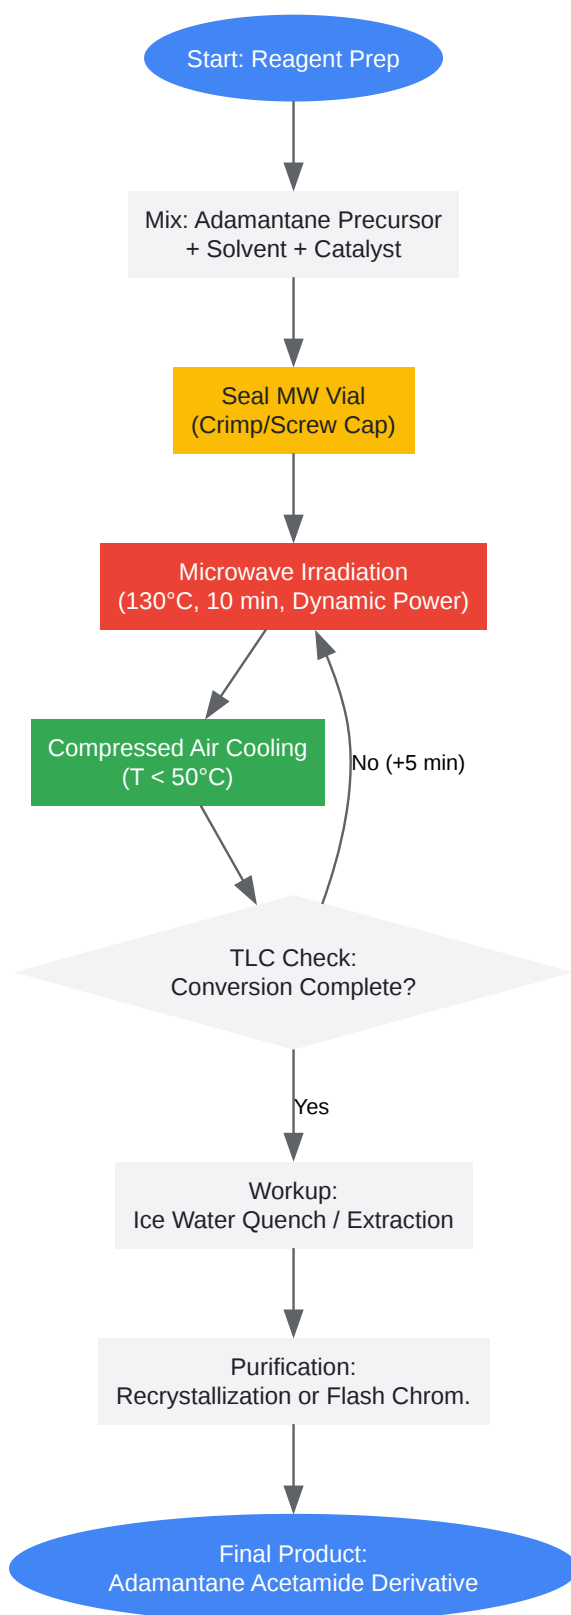 Start: Reagent Prep
Mix: Adamantane Precursor
+ Solvent + Catalyst
Seal MW Vial
(Crimp/Screw Cap)
Microwave Irradiation
(130°C, 10 min, Dynamic Power)
Compressed Air Cooling
(T < 50°C)
No (+5 min)
TLC Check:
Conversion Complete?
Yes
Workup:
Ice Water Quench / Extraction
Purification:
Recrystallization or Flash Chrom.
Final Product:
Adamantane Acetamide Derivative